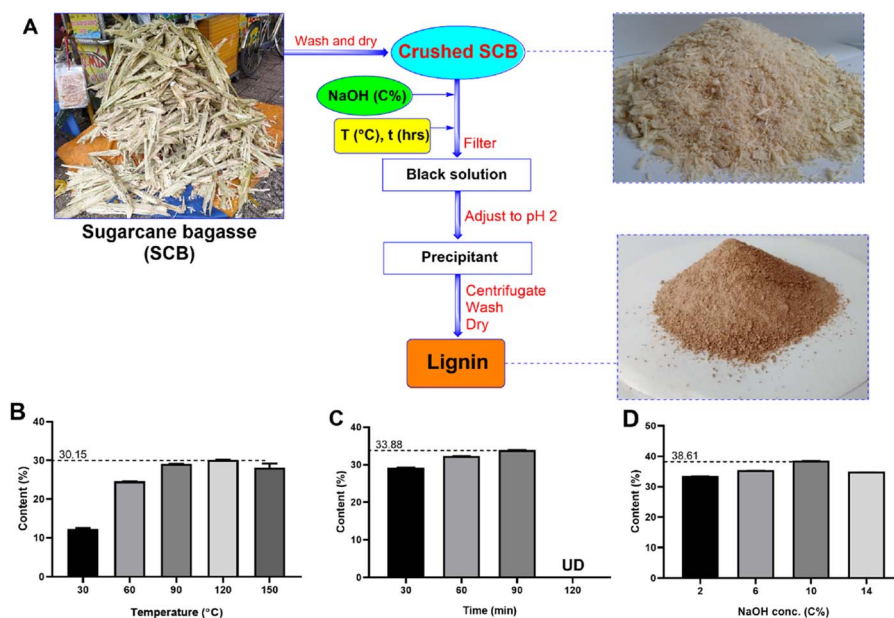 A
Wash and dry
Crushed SCB
NaOH (C%)
T (°C), t (hrs)
Filter
Black solution
Adjust to pH 2
Precipitant
Centrifugate
Wash
Dry
Lignin
Sugarcane bagasse
(SCB)
B
Content (%)
40
30
20
10
0
30.15
30
60
90
120
150
Temperature (°C)
C
Content (%)
40
30
20
10
0
33.88
UD
30
60
90
120
Time (min)
D
Content (%)
50
40
30
20
10
0
38.61
2
6
10
14
NaOH conc. (C%)